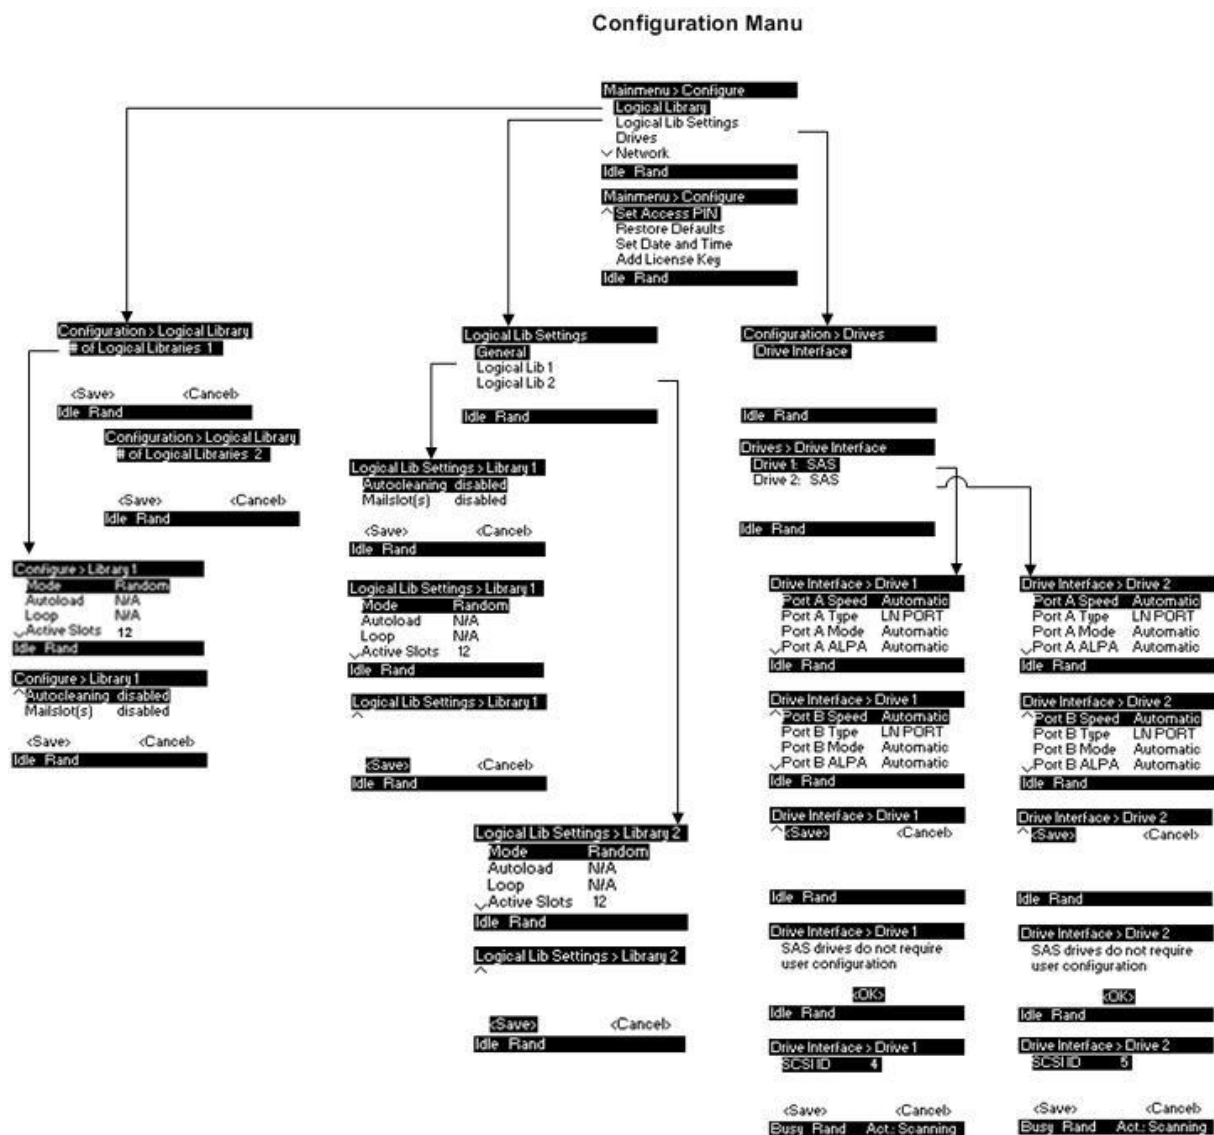 Configuration Manu
Mainmenu > Configure
Logical Library
Logical Lib Settings
Drives
Network
Idle Rand
Mainmenu > Configure
Set Access PIN
Restore Defaults
Set Date and Time
Add License Key
Idle Rand
Configuration > Logical Library
# of Logical Libraries 1
<Save> <Cancel>
Idle Rand
Configuration > Logical Library
# of Logical Libraries 2
<Save> <Cancel>
Idle Rand
Configure > Library 1
Mode Random
Autoload N/A
Loop N/A
Active Slots 12
Idle Rand
Configure > Library 1
Autocleaning disabled
Mailslot(s) disabled
<Save> <Cancel>
Idle Rand
Logical Lib Settings
General
Logical Lib 1
Logical Lib 2
Idle Rand
Logical Lib Settings > Library 1
Autocleaning disabled
Mailslot(s) disabled
<Save> <Cancel>
Idle Rand
Logical Lib Settings > Library 1
Mode Random
Autoload N/A
Loop N/A
Active Slots 12
Idle Rand
Logical Lib Settings > Library 1
<Save> <Cancel>
Idle Rand
Logical Lib Settings > Library 2
Mode Random
Autoload N/A
Loop N/A
Active Slots 12
Idle Rand
Logical Lib Settings > Library 2
<Save> <Cancel>
Idle Rand
Configuration > Drives
Drive Interface
Idle Rand
Drives > Drive Interface
Drive 1: SAS
Drive 2: SAS
Idle Rand
Drive Interface > Drive 1
Port A Speed Automatic
Port A Type LN PORT
Port A Mode Automatic
Port A ALPA Automatic
Idle Rand
Drive Interface > Drive 1
Port B Speed Automatic
Port B Type LN PORT
Port B Mode Automatic
Port B ALPA Automatic
Idle Rand
Drive Interface > Drive 1
<Save> <Cancel>
Idle Rand
Drive Interface > Drive 1
SAS drives do not require
user configuration
<OK>
Idle Rand
Drive Interface > Drive 1
SCSI ID 4
<Save> <Cancel>
Busy Rand Act.: Scanning
Drive Interface > Drive 2
Port A Speed Automatic
Port A Type LN PORT
Port A Mode Automatic
Port A ALPA Automatic
Idle Rand
Drive Interface > Drive 2
Port B Speed Automatic
Port B Type LN PORT
Port B Mode Automatic
Port B ALPA Automatic
Idle Rand
Drive Interface > Drive 2
<Save> <Cancel>
Idle Rand
Drive Interface > Drive 2
SAS drives do not require
user configuration
<OK>
Idle Rand
Drive Interface > Drive 2
SCSI ID 5
<Save> <Cancel>
Busy Rand Act.: Scanning